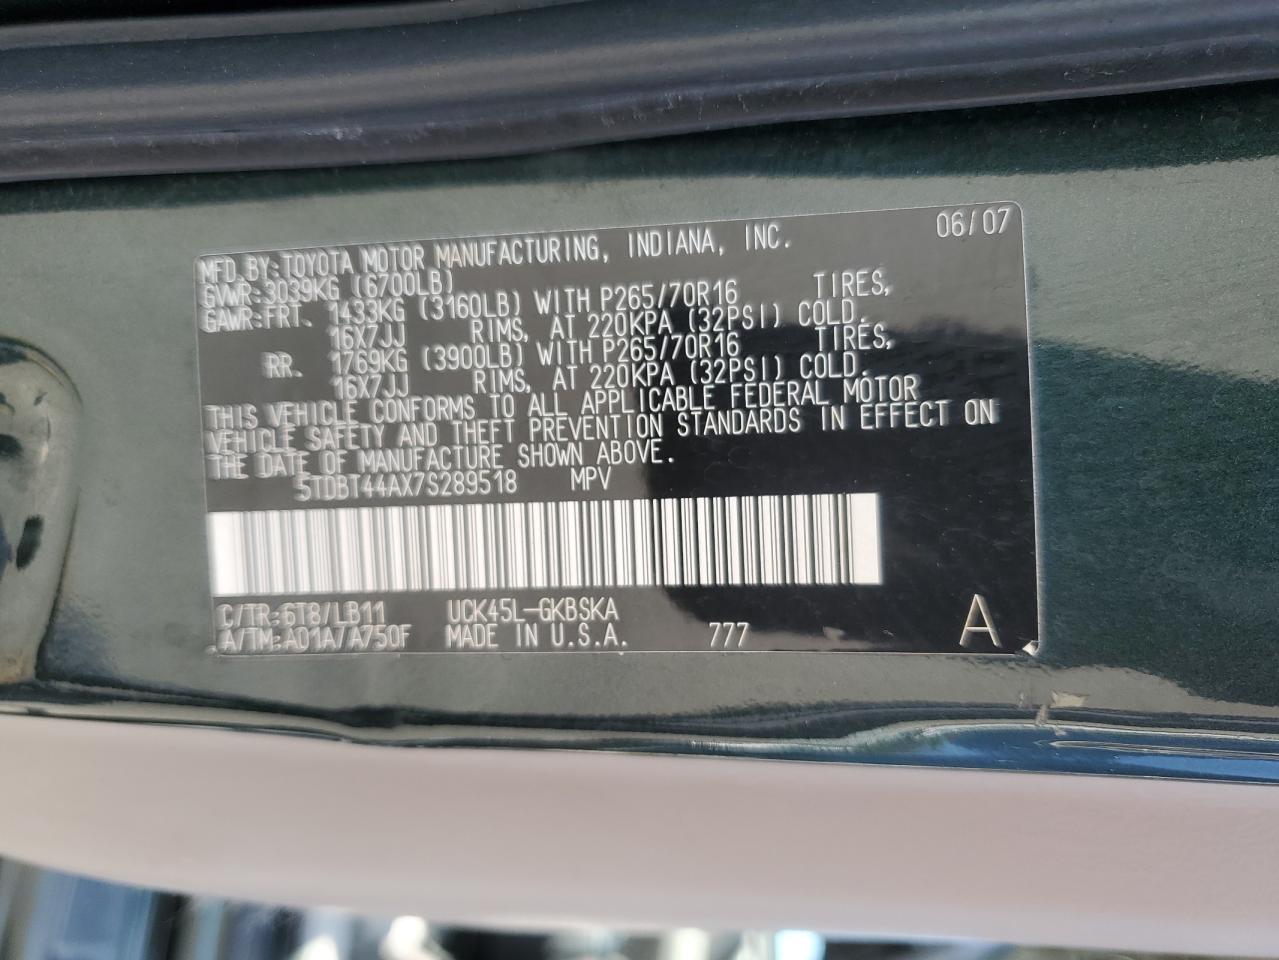 06/07
MFD.BY:TOYOTA MOTOR MANUFACTURING, INDIANA, INC.
GVWR:3039KG (6700LB)
GAWR:FRT. 1433KG (3160LB) WITH P265/70R16 TIRES,
16X7JJ RIMS, AT 220KPA (32PSI) COLD.
RR. 1769KG (3900LB) WITH P265/70R16 TIRES,
16X7JJ RIMS, AT 220KPA (32PSI) COLD.
THIS VEHICLE CONFORMS TO ALL APPLICABLE FEDERAL MOTOR
VEHICLE SAFETY AND THEFT PREVENTION STANDARDS IN EFFECT ON
THE DATE OF MANUFACTURE SHOWN ABOVE.
5TDBT44AX7S289518 MPV
C/TR:6T8/LB11 UCK45L-GKBSKA
A/TM:A01A/A750F MADE IN U.S.A. 777 A